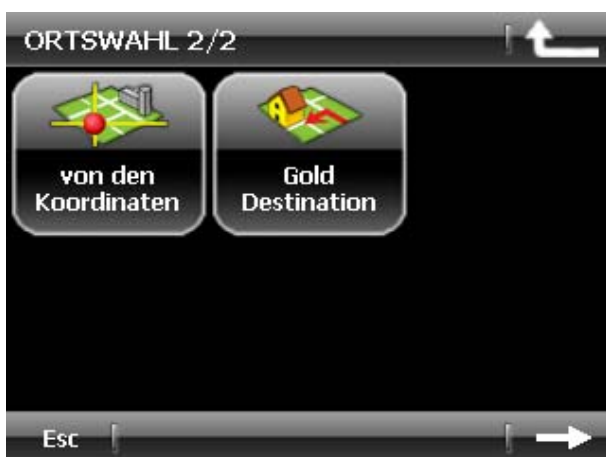 ORTSWAHL 2/2
von den
Koordinaten
Gold
Destination
Esc